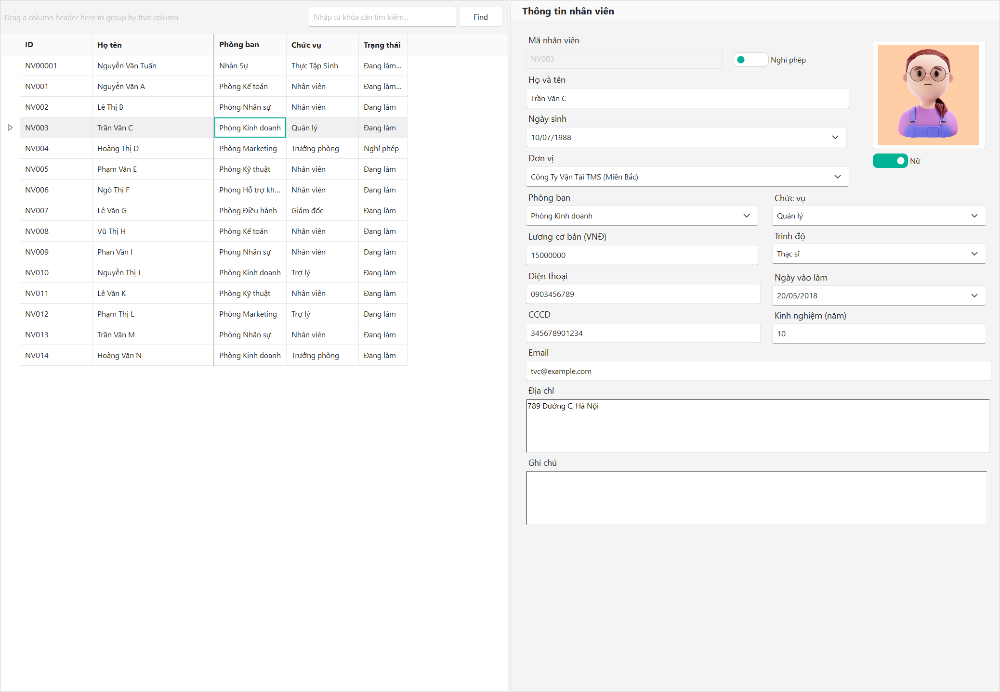 Drag a column header here to group by that column
Nhập từ khóa cần tìm kiếm...
Find
ID Họ tên Phòng ban Chức vụ Trạng thái
NV00001 Nguyễn Văn Tuấn Nhân Sự Thực Tập Sinh Đang làm...
NV001 Nguyễn Văn A Phòng Kế toán Nhân viên Đang làm...
NV002 Lê Thị B Phòng Nhân sự Nhân viên Đang làm
NV003 Trần Văn C Phòng Kinh doanh Quản lý Đang làm
NV004 Hoàng Thị D Phòng Marketing Trưởng phòng Nghỉ phép
NV005 Phạm Văn E Phòng Kỹ thuật Nhân viên Đang làm
NV006 Ngô Thị F Phòng Hỗ trợ kh... Nhân viên Đang làm
NV007 Lê Văn G Phòng Điều hành Giám đốc Đang làm
NV008 Vũ Thị H Phòng Kế toán Nhân viên Đang làm
NV009 Phan Văn I Phòng Nhân sự Nhân viên Đang làm
NV010 Nguyễn Thị J Phòng Kinh doanh Trợ lý Đang làm
NV011 Lê Văn K Phòng Kỹ thuật Nhân viên Đang làm
NV012 Phạm Thị L Phòng Marketing Trợ lý Đang làm
NV013 Trần Văn M Phòng Nhân sự Nhân viên Đang làm
NV014 Hoàng Văn N Phòng Kinh doanh Trưởng phòng Đang làm
Thông tin nhân viên
Mã nhân viên
NV003
Nghỉ phép
Họ và tên
Trần Văn C
Ngày sinh
10/07/1988
Nữ
Đơn vị
Công Ty Vận Tải TMS (Miền Bắc)
Phòng ban
Phòng Kinh doanh
Chức vụ
Quản lý
Lương cơ bản (VNĐ)
15000000
Trình độ
Thạc sĩ
Điện thoại
0903456789
Ngày vào làm
20/05/2018
CCCD
345678901234
Kinh nghiệm (năm)
10
Email
tvc@example.com
Địa chỉ
789 Đường C, Hà Nội
Ghi chú